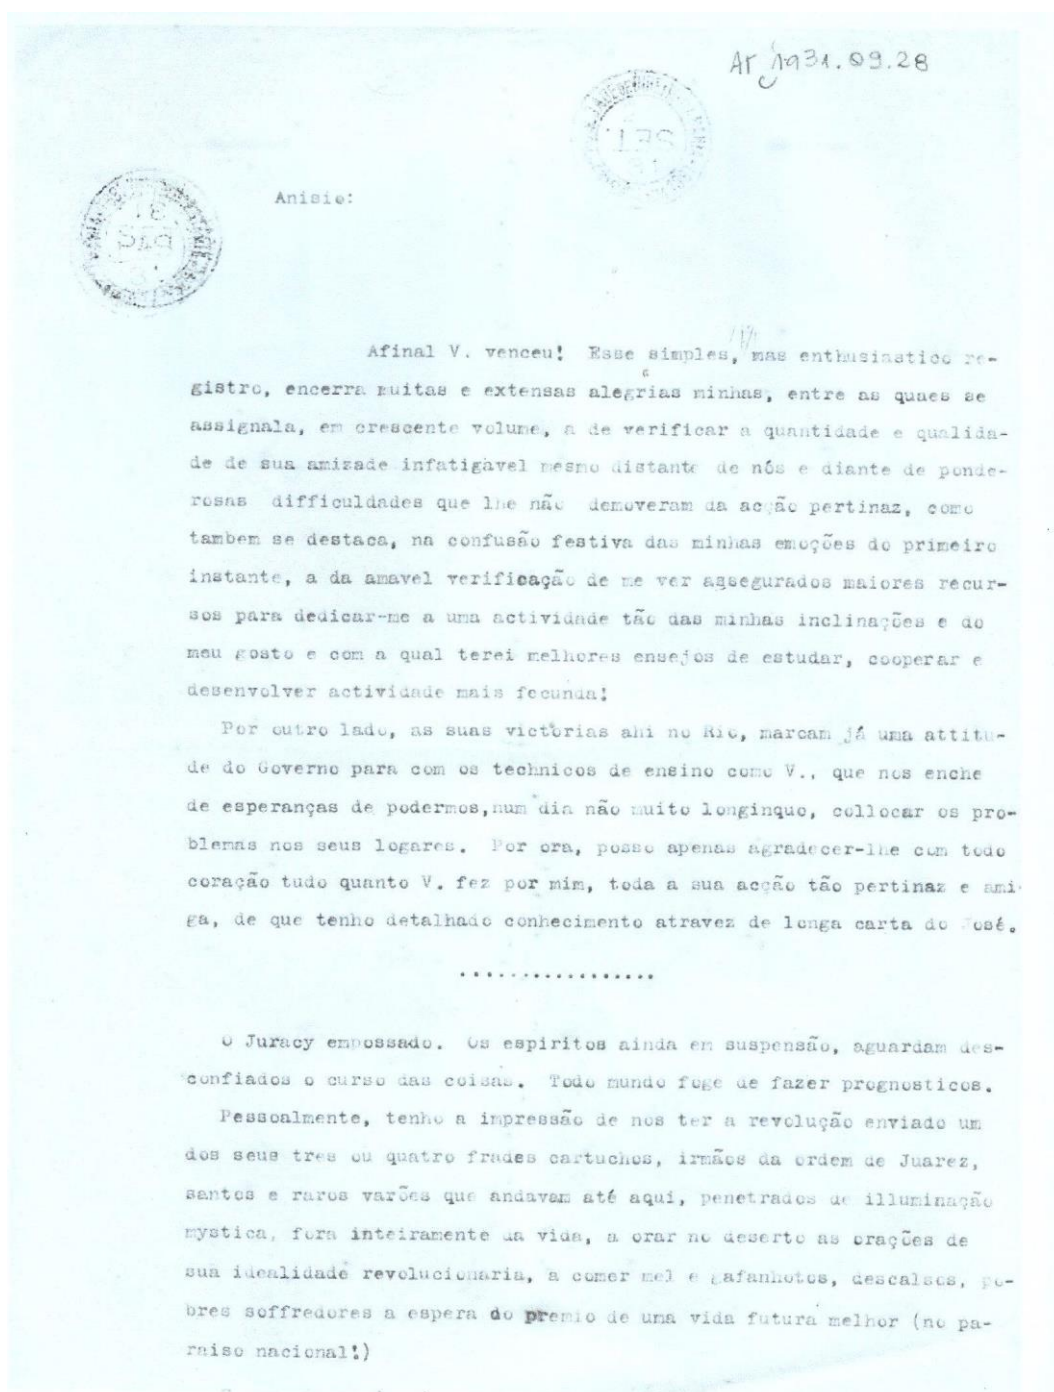 Ar j 1931.09.28
Anisio:
Afinal V. venceu! Esse simples, mas enthusiastico re-
gistro, encerra muitas e extensas alegrias minhas, entre as quaes se
assignala, em crescente volume, a de verificar a quantidade e qualida-
de de sua amizade infatigavel mesmo distante de nós e diante de ponde-
rosas difficuldades que lhe não demoveram da acção pertinaz, como
tambem se destaca, na confusão festiva das minhas emoções do primeiro
instante, a da amavel verificação de me ver assegurados maiores recur-
sos para dedicar-me a uma actividade tão das minhas inclinações e do
meu gosto e com a qual terei melhores ensejos de estudar, cooperar e
desenvolver actividade mais fecunda!
Por outro lado, as suas victorias ahi no Rio, marcam já uma attitu-
de do Governo para com os technicos de ensino como V., que nos enche
de esperanças de podermos,num dia não muito longinquo, collocar os pro-
blemas nos seus logares. Por ora, posso apenas agradecer-lhe com todo
coração tudo quanto V. fez por mim, toda a sua acção tão pertinaz e ami-
ga, de que tenho detalhado conhecimento atravez de longa carta do José.
.................
O Juracy empossado. Os espiritos ainda em suspensão, aguardam des-
confiados o curso das coisas. Todo mundo foge de fazer prognosticos.
Pessoalmente, tenho a impressão de nos ter a revolução enviado um
dos seus tres ou quatro frades cartuchos, irmãos da ordem de Juarez,
santos e raros varões que andavam até aqui, penetrados de illuminação
mystica, fora inteiramente da vida, a orar no deserto as orações de
sua idealidade revolucionaria, a comer mel e gafanhotos, descalsos, po-
bres soffredores a espera do premio de uma vida futura melhor (no pa-
raiso nacional!)